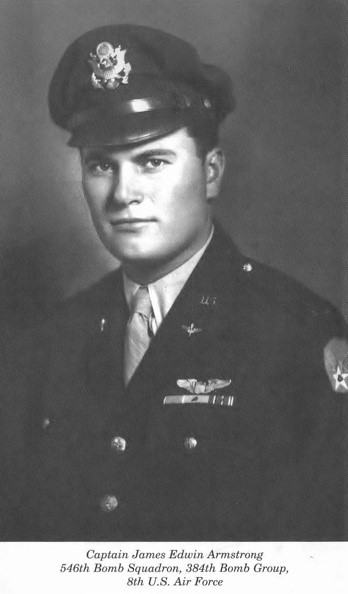 U.S.
Captain James Edwin Armstrong
546th Bomb Squadron, 384th Bomb Group,
8th U.S. Air Force